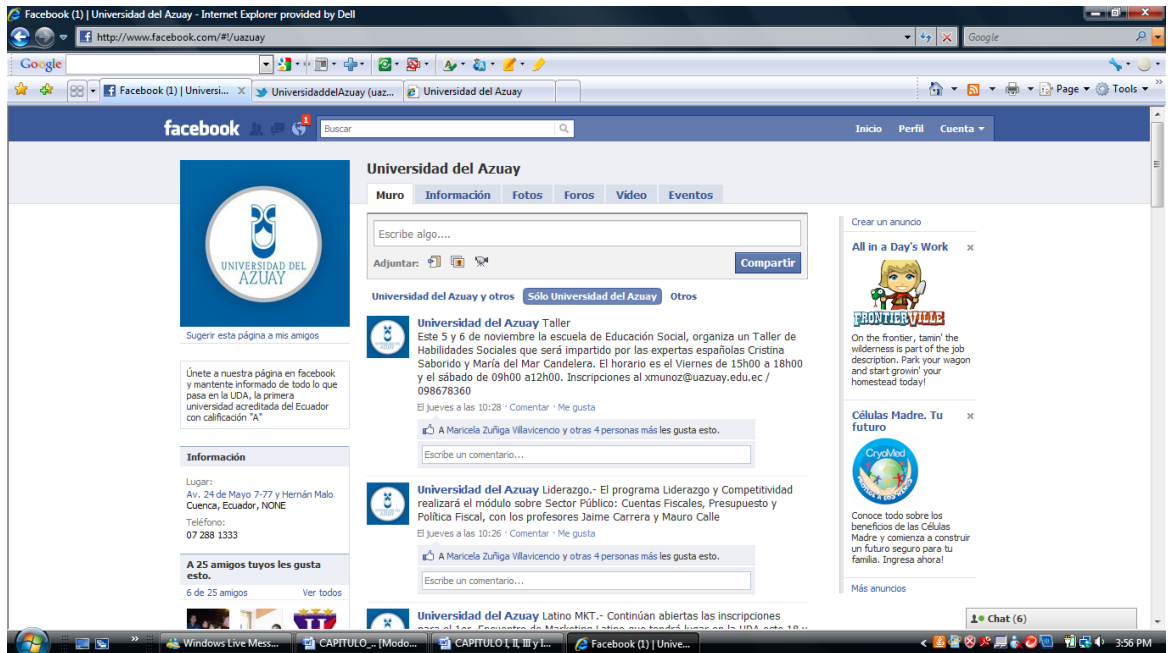 Facebook (1) | Universidad del Azuay - Internet Explorer provided by Dell
http://www.facebook.com/#!/uazuay
Google
Google
Facebook (1) | Universi...
UniversidaddelAzuay (uaz...
Universidad del Azuay
Page
Tools
facebook
1
Buscar
Inicio Perfil Cuenta
UNIVERSIDAD DEL
AZUAY
Sugerir esta página a mis amigos
Únete a nuestra página en facebook
y mantente informado de todo lo que
pasa en la UDA, la primera
universidad acreditada del Ecuador
con calificación "A"
Información
Lugar:
Av. 24 de Mayo 7-77 y Hernán Malo
Cuenca, Ecuador, NONE
Teléfono:
07 288 1333
A 25 amigos tuyos les gusta
esto.
6 de 25 amigos Ver todos
Universidad del Azuay
Muro Información Fotos Foros Vídeo Eventos
Escribe algo....
Adjuntar:
Compartir
Universidad del Azuay y otros Sólo Universidad del Azuay Otros
Universidad del Azuay Taller
Este 5 y 6 de noviembre la escuela de Educación Social, organiza un Taller de
Habilidades Sociales que será impartido por las expertas españolas Cristina
Saborido y María del Mar Candelera. El horario es el Viernes de 15h00 a 18h00
y el sábado de 09h00 a12h00. Inscripciones al xmunoz@uazuay.edu.ec /
098678360
El jueves a las 10:28 · Comentar · Me gusta
A Maricela Zuñiga Villavicencio y otras 4 personas más les gusta esto.
Escribe un comentario...
Universidad del Azuay Liderazgo.- El programa Liderazgo y Competitividad
realizará el módulo sobre Sector Público: Cuentas Fiscales, Presupuesto y
Política Fiscal, con los profesores Jaime Carrera y Mauro Calle
El jueves a las 10:26 · Comentar · Me gusta
A Maricela Zuñiga Villavicencio y otras 4 personas más les gusta esto.
Escribe un comentario...
Universidad del Azuay Latino MKT.- Continúan abiertas las inscripciones
para el 1er. Encuentro de Marketing Latino que tendrá lugar en la UDA este 18 y
Crear un anuncio
All in a Day's Work
FRONTIERVILLE
On the frontier, tamin' the
wilderness is part of the job
description. Park your wagon
and start growin' your
homestead today!
Células Madre. Tu
futuro
CryoMed
Conoce todo sobre los
beneficios de las Células
Madre y comienza a construir
un futuro seguro para tu
familia. Ingresa ahora!
Más anuncios
Chat (6)
Windows Live Mess...
CAPITULO_.. [Modo...
CAPITULO I, II, III y I...
Facebook (1) | Unive...
3:56 PM